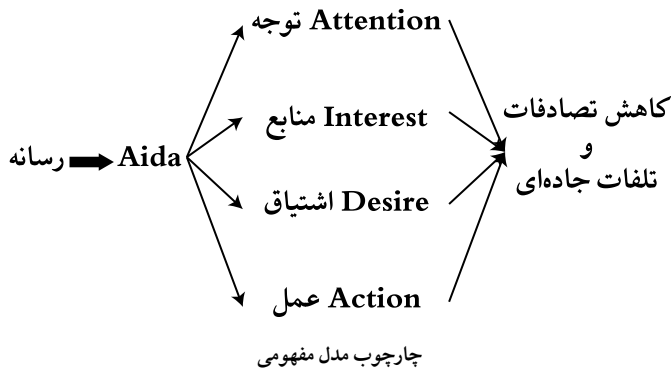 توجه Attention
منابع Interest
کاهش تصادفات
و
تلفات جاده‌ای
رسانه
Aida
اشتیاق Desire
عمل Action
چارچوب مدل مفهومی